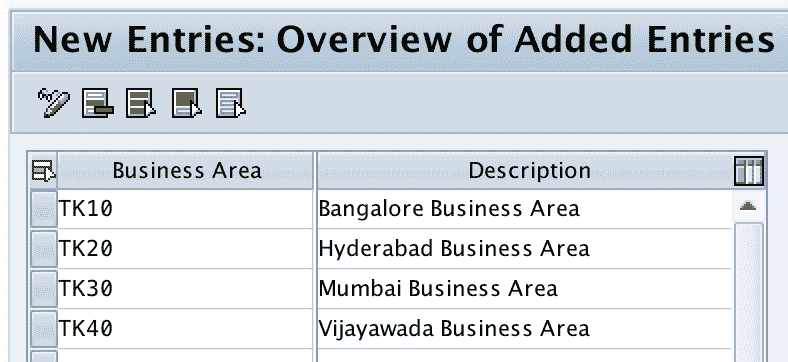 New Entries: Overview of Added Entries
Business Area Description
TK10 Bangalore Business Area
TK20 Hyderabad Business Area
TK30 Mumbai Business Area
TK40 Vijayawada Business Area